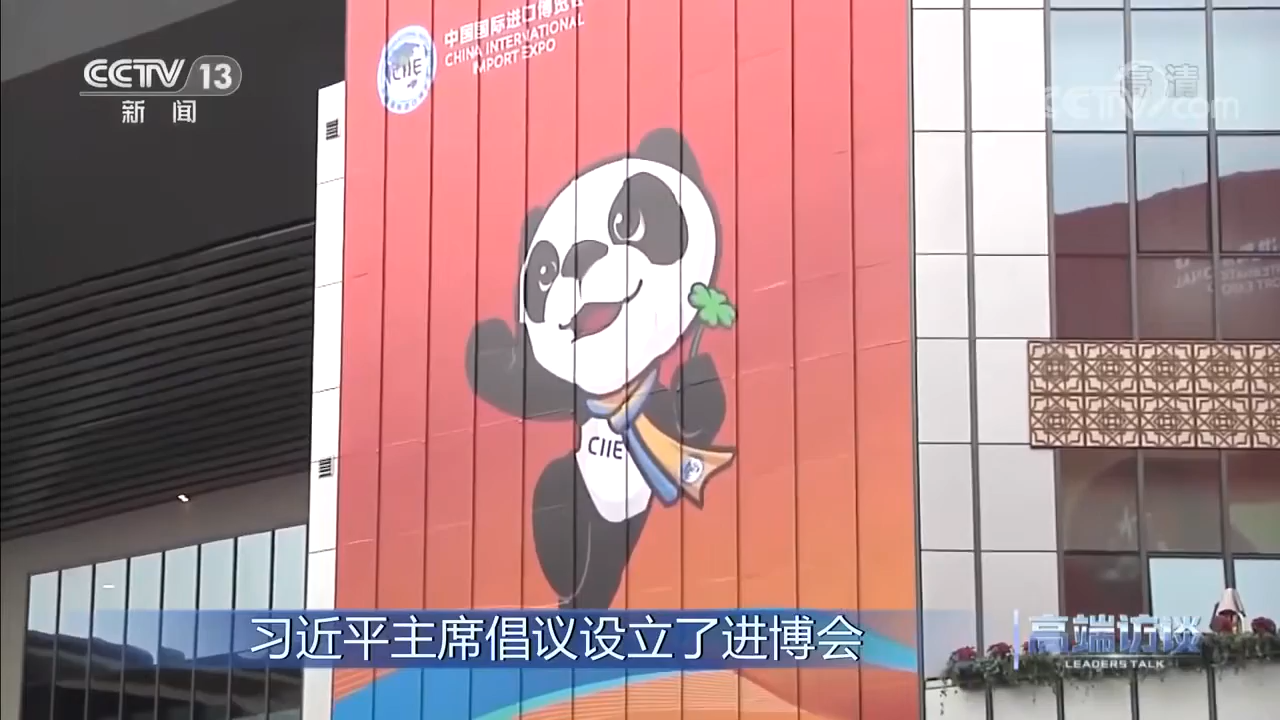 CCTV 13
新闻
中国国际进口博览会
CHINA INTERNATIONAL
IMPORT EXPO
CIIE
高清
CCTV.com
CIIE
习近平主席倡议设立了进博会
高端访谈
LEADERS TALK